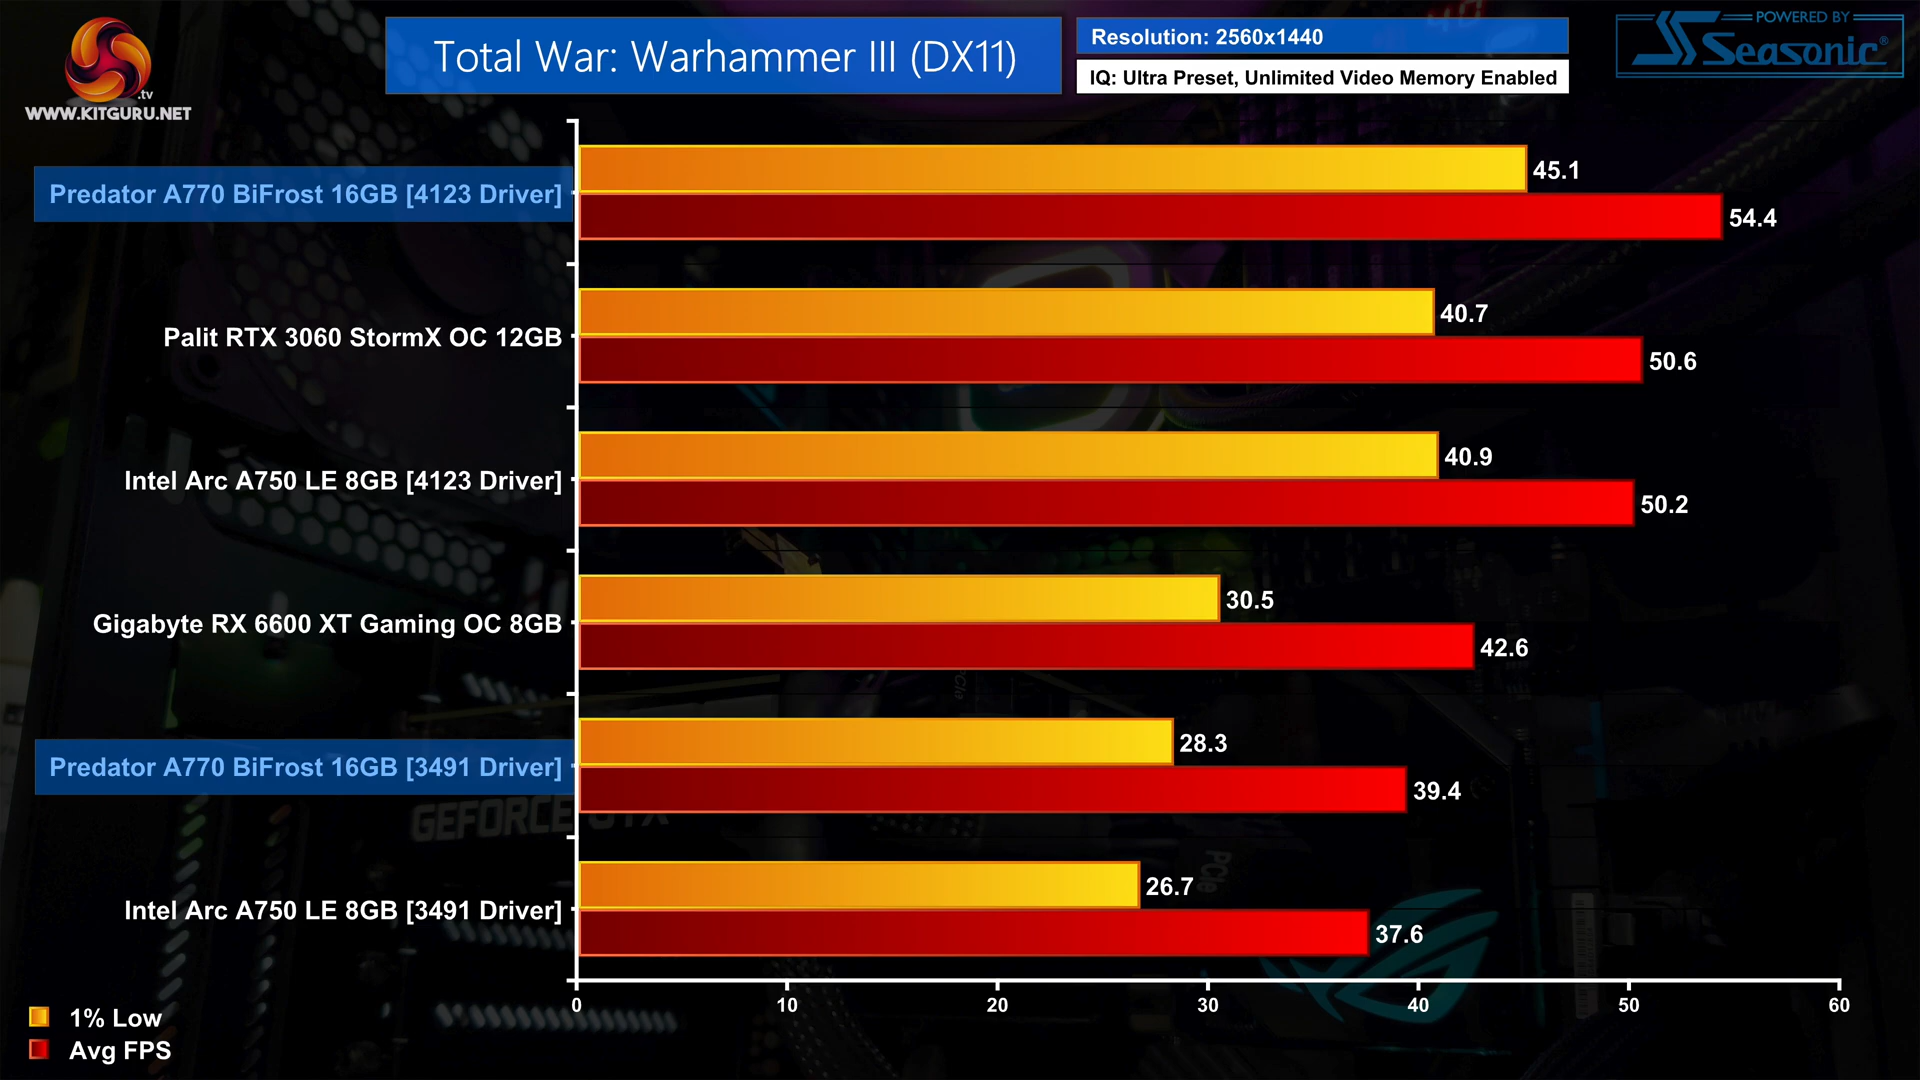 .tv
WWW.KITGURU.NET
Total War: Warhammer III (DX11)
Resolution: 2560x1440
IQ: Ultra Preset, Unlimited Video Memory Enabled
POWERED BY
Seasonic®
Predator A770 BiFrost 16GB [4123 Driver]
45.1
54.4
Palit RTX 3060 StormX OC 12GB
40.7
50.6
Intel Arc A750 LE 8GB [4123 Driver]
40.9
50.2
Gigabyte RX 6600 XT Gaming OC 8GB
30.5
42.6
Predator A770 BiFrost 16GB [3491 Driver]
28.3
39.4
GEFORCE GTX
PCIe
Intel Arc A750 LE 8GB [3491 Driver]
26.7
37.6
0 10 20 30 40 50 60
1% Low
Avg FPS